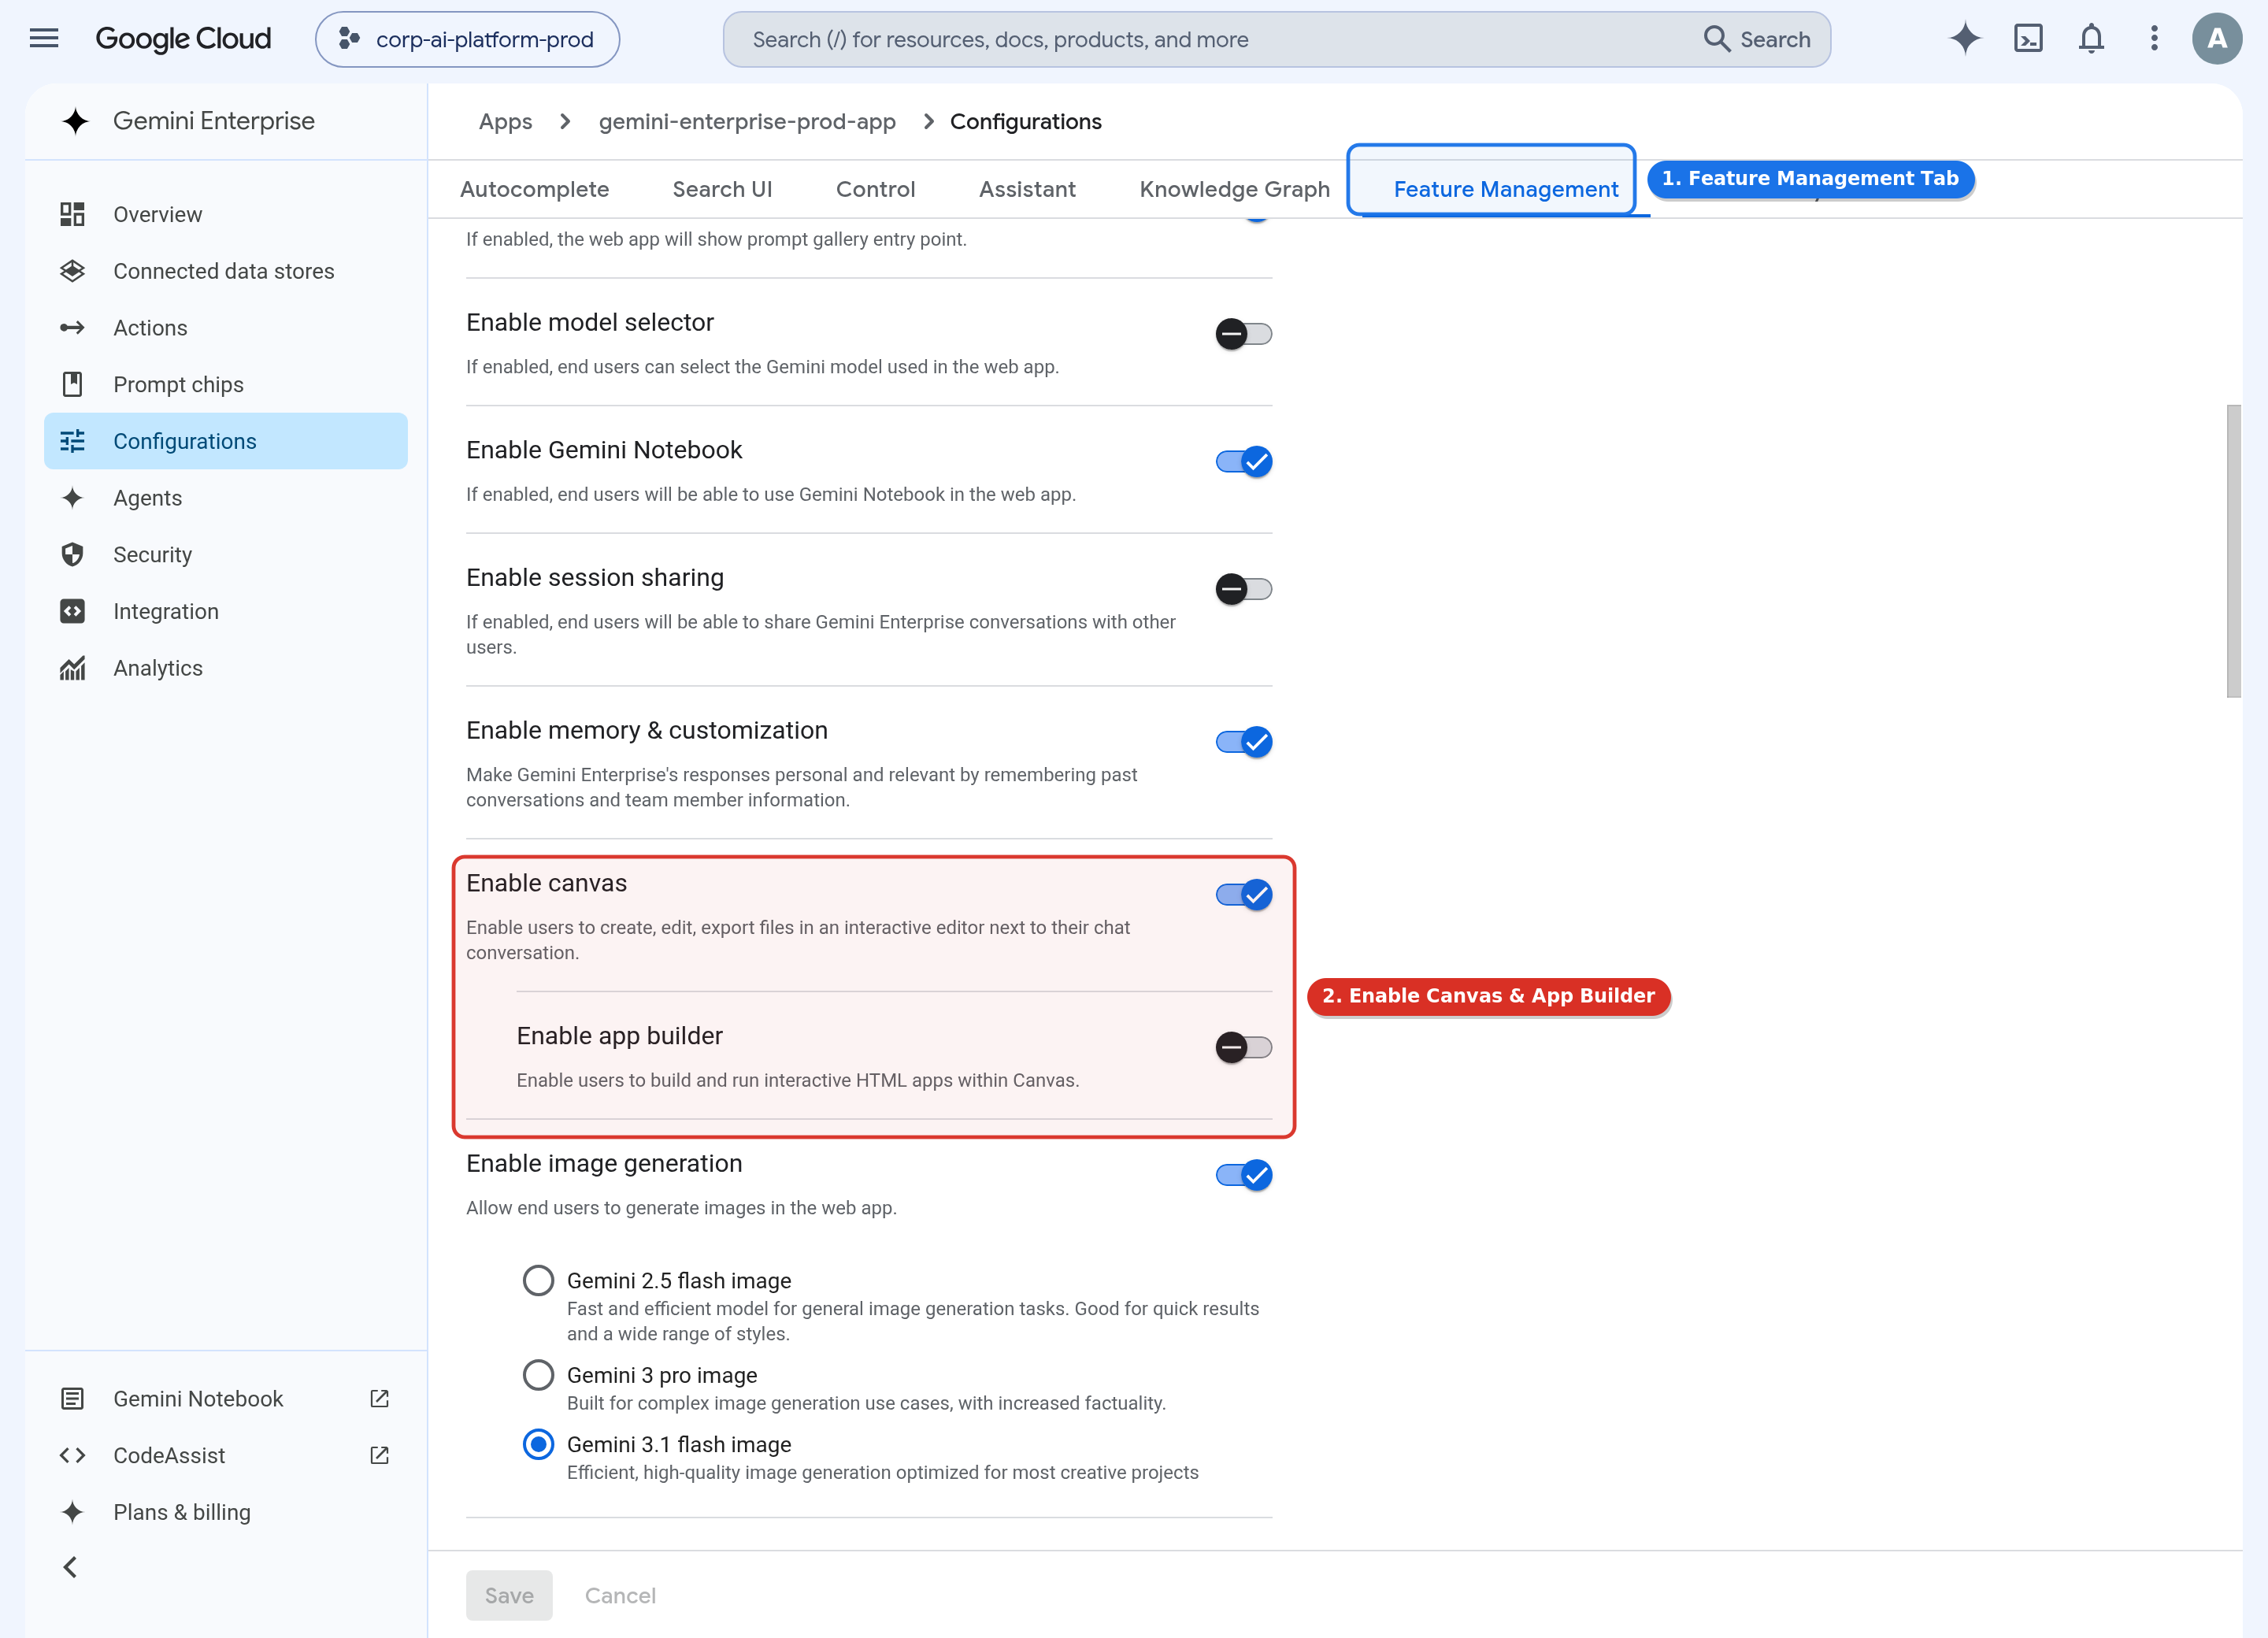 Google Cloud
corp-ai-platform-prod
Search (/) for resources, docs, products, and more
Search
A
Gemini Enterprise
Overview
Connected data stores
Actions
Prompt chips
Configurations
Agents
Security
Integration
Analytics
Gemini Notebook
CodeAssist
Plans & billing
Apps
gemini-enterprise-prod-app
Configurations
Autocomplete
Search UI
Control
Assistant
Knowledge Graph
Feature Management
1. Feature Management Tab
If enabled, the web app will show prompt gallery entry point.
Enable model selector
If enabled, end users can select the Gemini model used in the web app.
Enable Gemini Notebook
If enabled, end users will be able to use Gemini Notebook in the web app.
Enable session sharing
If enabled, end users will be able to share Gemini Enterprise conversations with other
users.
Enable memory & customization
Make Gemini Enterprise's responses personal and relevant by remembering past
conversations and team member information.
Enable canvas
Enable users to create, edit, export files in an interactive editor next to their chat
conversation.
2. Enable Canvas & App Builder
Enable app builder
Enable users to build and run interactive HTML apps within Canvas.
Enable image generation
Allow end users to generate images in the web app.
Gemini 2.5 flash image
Fast and efficient model for general image generation tasks. Good for quick results
and a wide range of styles.
Gemini 3 pro image
Built for complex image generation use cases, with increased factuality.
Gemini 3.1 flash image
Efficient, high-quality image generation optimized for most creative projects
Save
Cancel